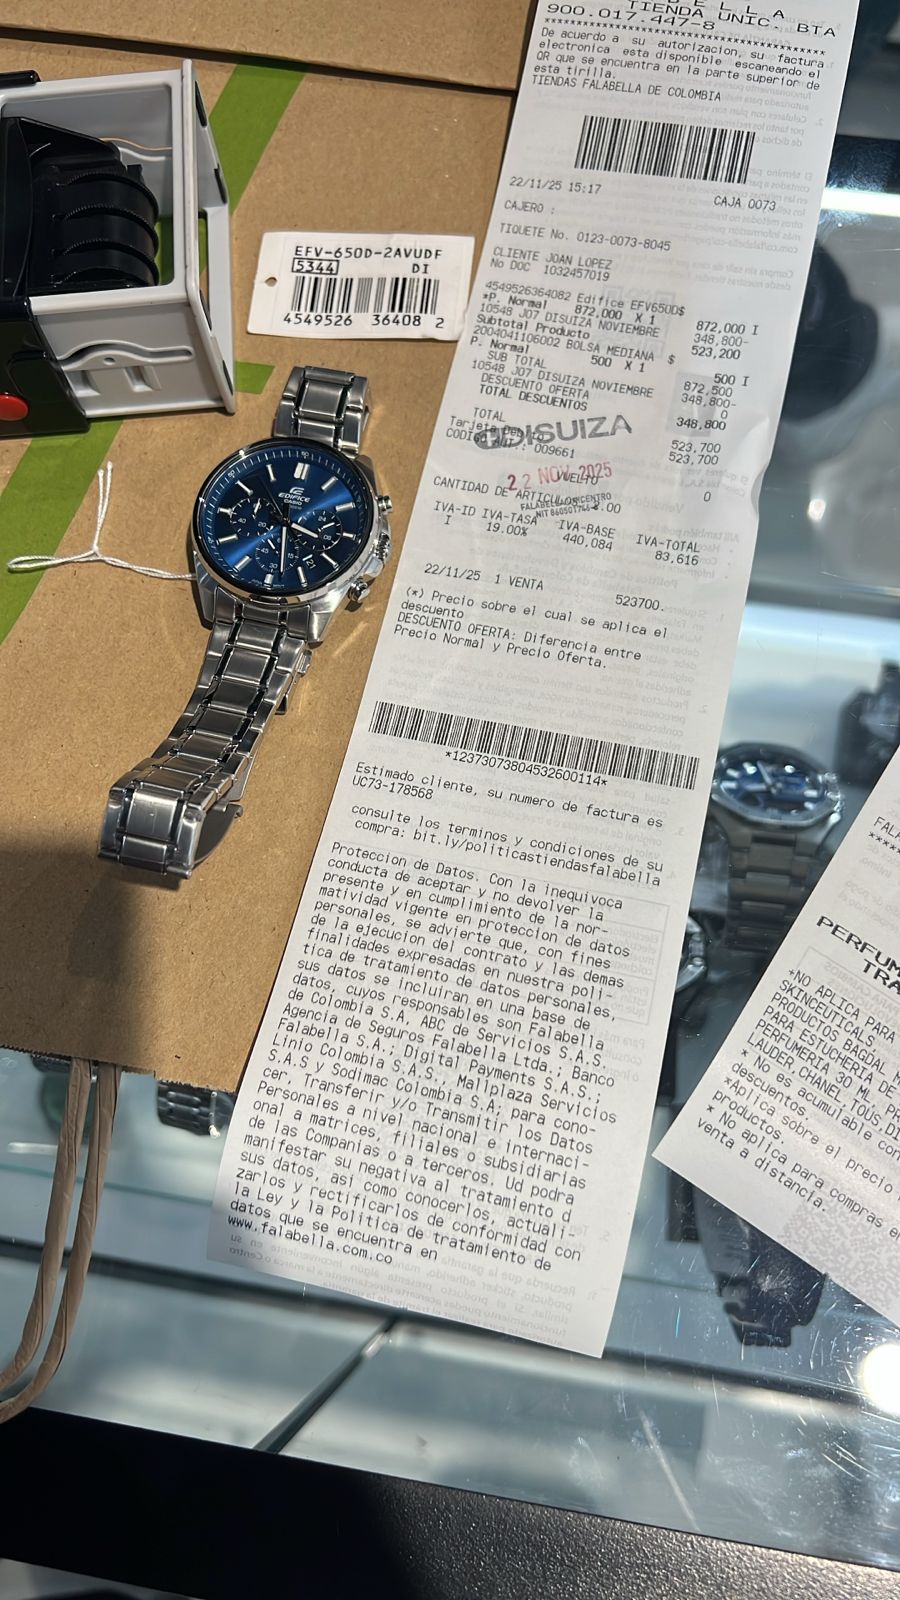 EFV-650D-2AVUDF
5344 DI
4549526 36408 2
EDIFICE
CASIO
TIENDA UNIC. BTA
900.017.447-8
De acuerdo a su autorizacion, su factura
electronica esta disponible escaneando el
QR que se encuentra en la parte superior de
esta tirilla.
TIENDAS FALABELLA DE COLOMBIA
22/11/25 15:17 CAJA 0073
CAJERO :
TIQUETE No. 0123-0073-8045
CLIENTE JOAN LOPEZ
No DOC 1032457019
4549526364082 Edifice EFV650D$
*P. Normal 872.000 X 1 872,000 I
10548 J07 DISUIZA NOVIEMBRE 348,800-
Subtotal Producto $ 523,200
2004041106002 BOLSA MEDIANA
P. Normal 500 X 1 500 I
SUB TOTAL 872,500
10548 J07 DISUIZA NOVIEMBRE 348,800-
DESCUENTO OFERTA 0
TOTAL DESCUENTOS 348,800
TOTAL 523,700
Tarjeta 523,700
009661
DISUIZA
22 NOV 2025
VUELTO 0
FALABELLA CENTRO
CANTIDAD DE ARTICULOS .00
IVA-ID IVA-TASA IVA-BASE IVA-TOTAL
I 19.00% 440,084 83,616
22/11/25 1 VENTA 523700.
(*) Precio sobre el cual se aplica el
descuento
DESCUENTO OFERTA: Diferencia entre
Precio Normal y Precio Oferta.
*12373073804532600114*
Estimado cliente, su numero de factura es
UC73-178568
consulte los terminos y condiciones de su
compra: bit.ly/politicastiendasfalabella
Proteccion de Datos. Con la inequivoca
conducta de aceptar y no devolver la
presente y en cumplimiento de la nor-
matividad vigente en proteccion de datos
personales, se advierte que, con fines
de la ejecucion del contrato y las demas
finalidades expresadas en nuestra poli-
tica de tratamiento de datos personales,
sus datos se incluiran en una base de
datos, cuyos responsables son Falabella
de Colombia S.A, ABC de Servicios S.A.S
Agencia de Seguros Falabella Ltda.; Banco
Falabella S.A.; Digital Payments S.A.S.;
Linio Colombia S.A.S., Mallplaza Servicios
S.A.S y Sodimac Colombia S.A; para cono-
cer, Transferir y/o Transmitir los Datos
Personales a nivel nacional e internaci-
onal a matrices, filiales o subsidiarias
de las Companias o a terceros. Ud podra
manifestar su negativa al tratamiento d
sus datos, asi como conocerlos, actuali-
zarlos y rectificarlos de conformidad con
la Ley y la Politica de tratamiento de
datos que se encuentra en
www.falabella.com.co
+NO APLICA PARA
SKINCEUTICALS
PRODUCTOS BAGUAL
PARA ESTUCHERIA DE
PERFUMERIA 30 ML
LAUDER,CHANEL,TOUS,DI
* No es acumulable con
descuentos.
*Aplica sobre el precio
productos.
* No aplica para compras e
venta a distancia.